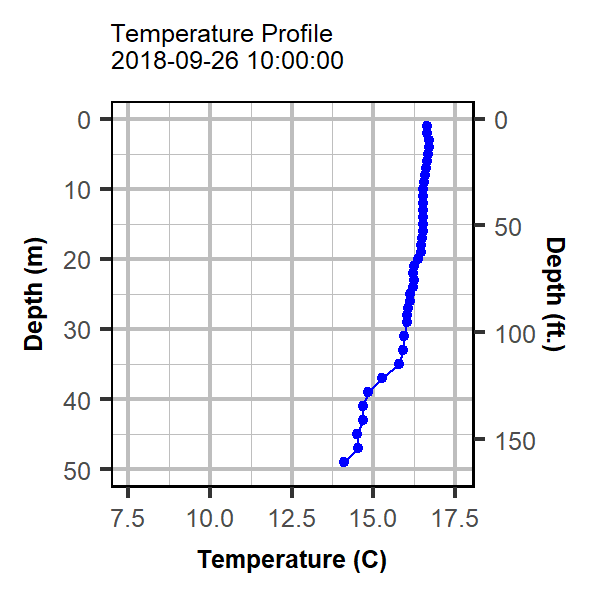 Temperature Profile
2018-09-26 10:00:00
0
10
20
30
40
50
Depth (m)
0
50
100
150
Depth (ft.)
7.5 10.0 12.5 15.0 17.5
Temperature (C)